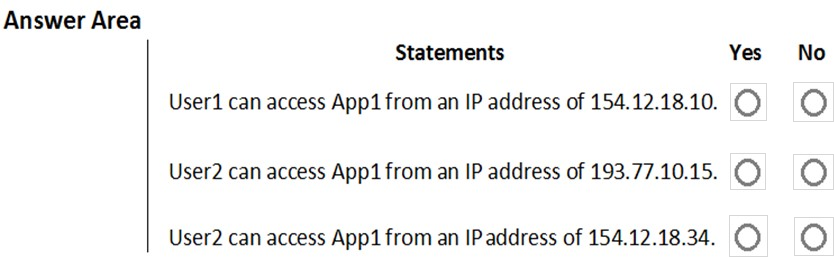 Answer Area
Statements Yes No
User1 can access App1 from an IP address of 154.12.18.10.
User2 can access App1 from an IP address of 193.77.10.15.
User2 can access App1 from an IP address of 154.12.18.34.